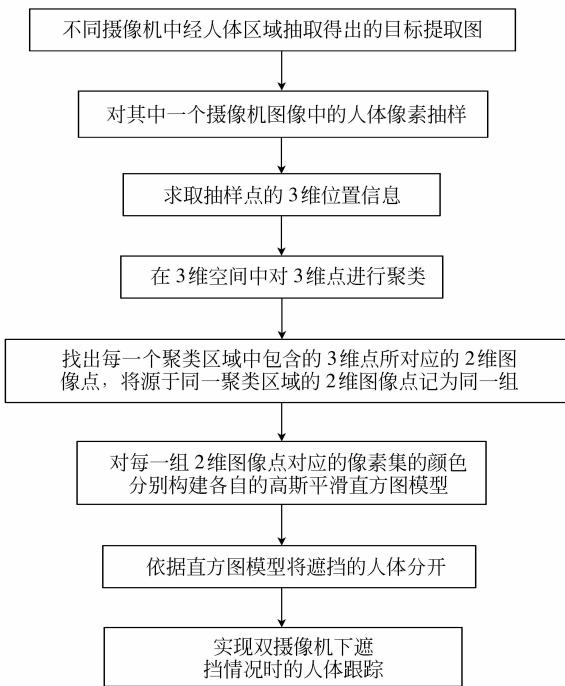 不同摄像机中经人体区域抽取得出的目标提取图
对其中一个摄像机图像中的人体像素抽样
求取抽样点的3维位置信息
在3维空间中对3维点进行聚类
找出每一个聚类区域中包含的3维点所对应的2维图
像点，将源于同一聚类区域的2维图像点记为同一组
对每一组2维图像点对应的像素集的颜色
分别构建各自的高斯平滑直方图模型
依据直方图模型将遮挡的人体分开
实现双摄像机下遮
挡情况时的人体跟踪